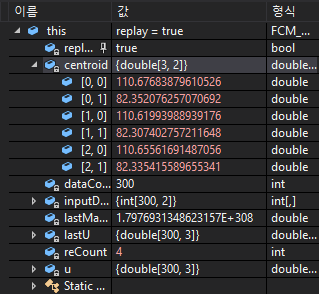 이름 값 형식
this replay = true FCM_...
repl... true bool
centroid {double[3, 2]} double...
[0, 0] 110.67683879610526 double
[0, 1] 82.352076257070692 double
[1, 0] 110.61993988939176 double
[1, 1] 82.307402757211648 double
[2, 0] 110.65561691487056 double
[2, 1] 82.335415589655341 double
dataCo... 300 int
inputD... {int[300, 2]} int[,]
lastMa... 1.7976931348623157E+308 double
lastU {double[300, 3]} double...
reCount 4 int
u {double[300, 3]} double...
Static ...